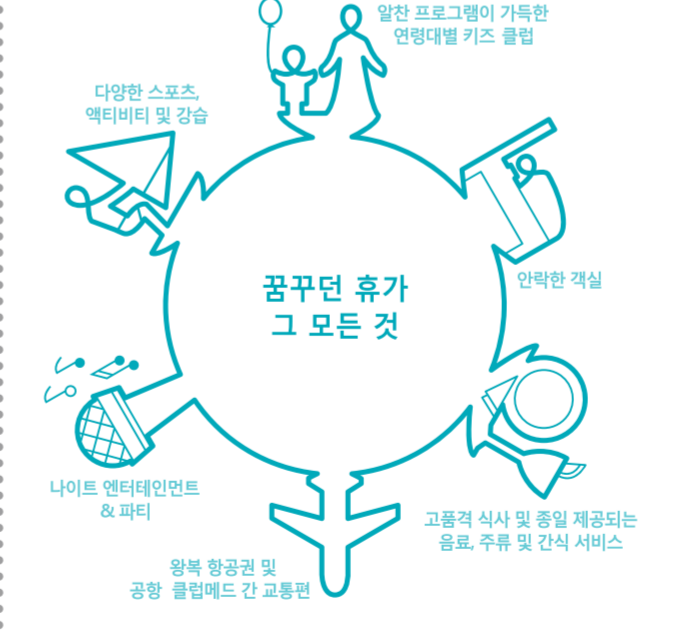 알찬 프로그램이 가득한
연령대별 키즈 클럽
다양한 스포츠,
액티비티 및 강습
꿈꾸던 휴가
그 모든 것
안락한 객실
나이트 엔터테인먼트
& 파티
고품격 식사 및 종일 제공되는
음료, 주류 및 간식 서비스
왕복 항공권 및
공항 클럽메드 간 교통편